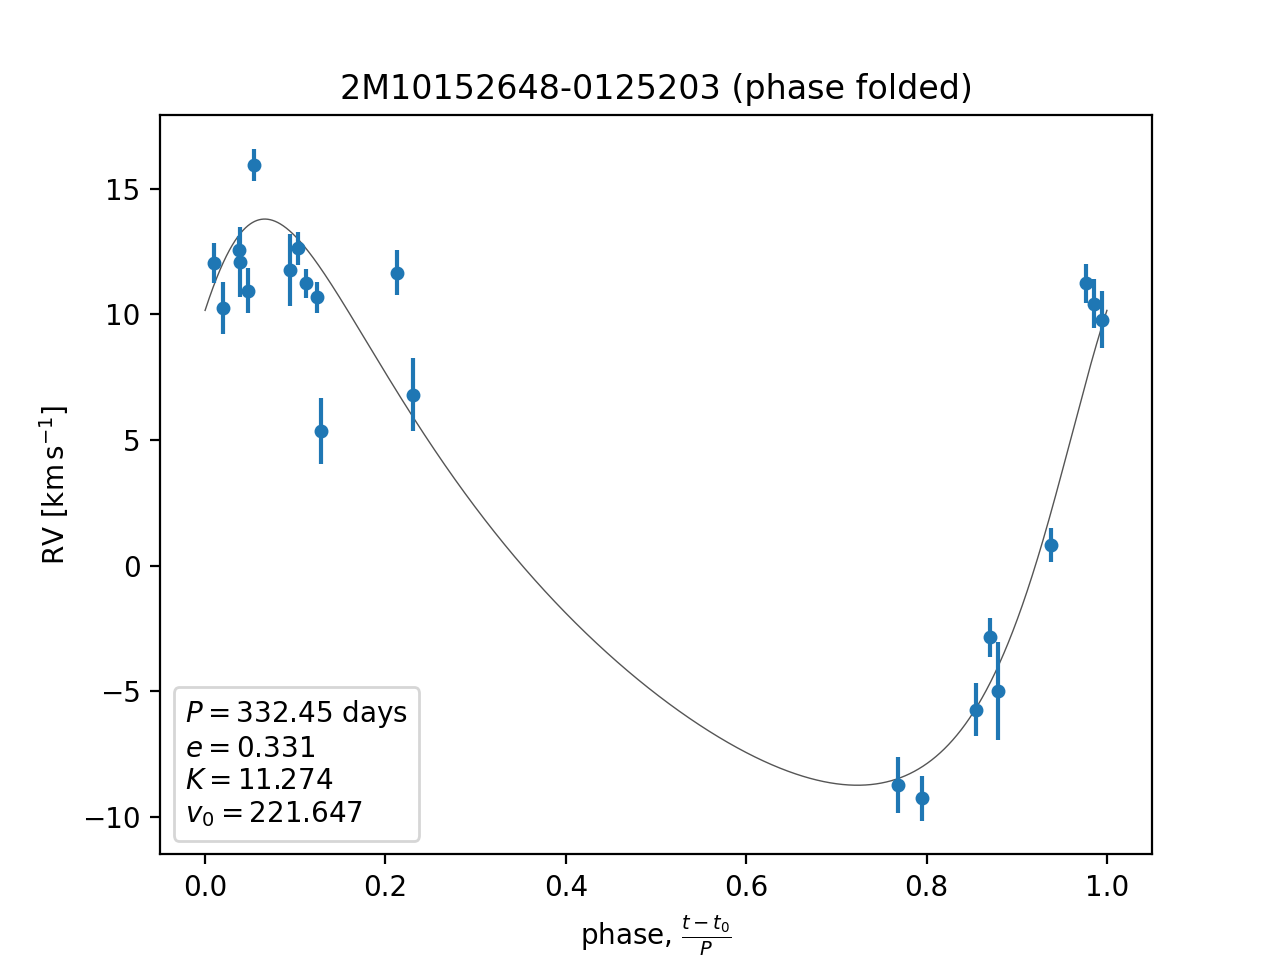 2M10152648-0125203 (phase folded)
RV [km s⁻¹]
15
10
5
0
−5
−10
P = 332.45 days
e = 0.331
K = 11.274
v₀ = 221.647
0.0 0.2 0.4 0.6 0.8 1.0
phase, (t − t₀)/P